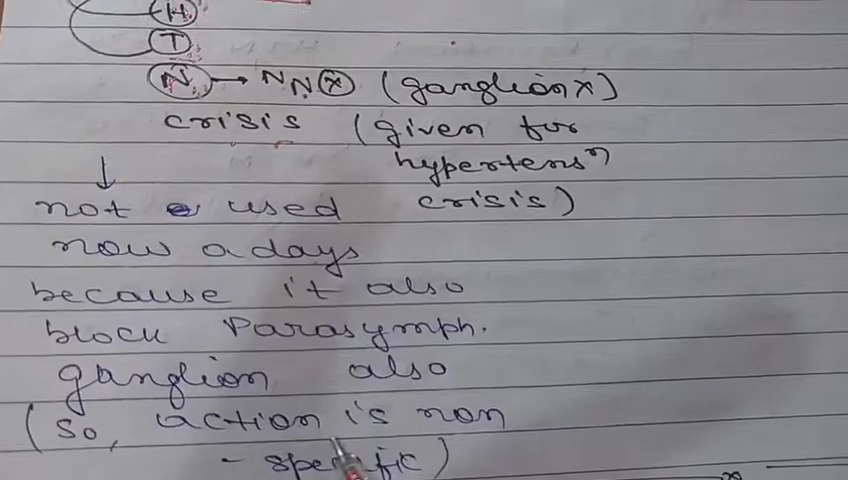 H
T
N → NN(x) (ganglion x)
crisis (given for
hypertensⁿ
crisis)
↓
not used
now a days
because it also
block Parasymph.
ganglion also
(so, action is non
- specific)